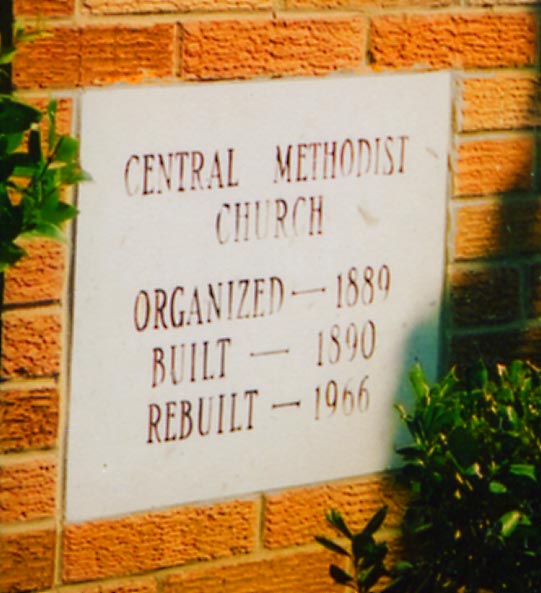 CENTRAL METHODIST
CHURCH
ORGANIZED — 1889
BUILT — 1890
REBUILT — 1966